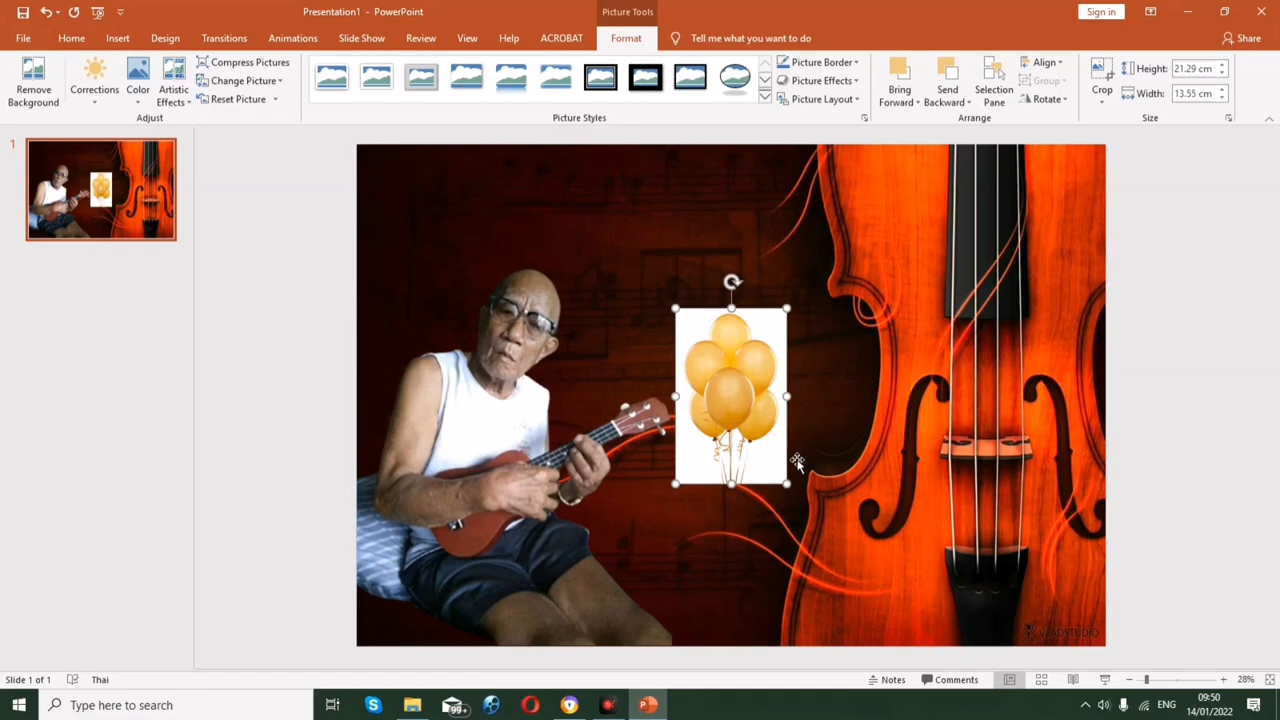 Presentation1 - PowerPoint
Picture Tools
Sign in
File
Home
Insert
Design
Transitions
Animations
Slide Show
Review
View
Help
ACROBAT
Format
Tell me what you want to do
Share
Remove Background
Corrections
Color
Artistic Effects
Compress Pictures
Change Picture
Reset Picture
Adjust
Picture Styles
Picture Border
Picture Effects
Picture Layout
Bring Forward
Send Backward
Selection Pane
Align
Group
Rotate
Arrange
Crop
Height: 21.29 cm
Width: 13.55 cm
Size
1
VLADSTUDIO
Slide 1 of 1
Thai
Notes
Comments
28%
Type here to search
99+
ENG
09:50
14/01/2022